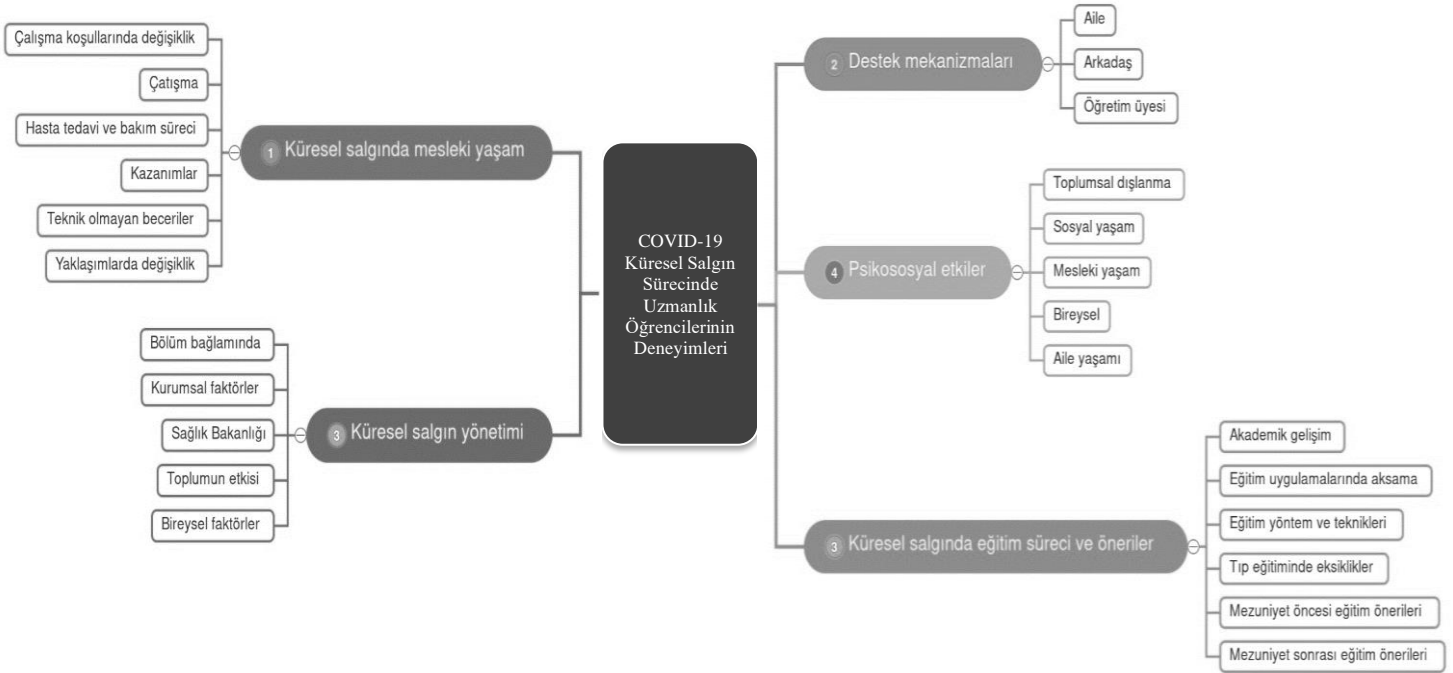 Çalışma koşullarında değişiklik
Çatışma
Hasta tedavi ve bakım süreci
Kazanımlar
Teknik olmayan beceriler
Yaklaşımlarda değişiklik
1 Küresel salgında mesleki yaşam
Bölüm bağlamında
Kurumsal faktörler
Sağlık Bakanlığı
Toplumun etkisi
Bireysel faktörler
3 Küresel salgın yönetimi
COVID-19
Küresel Salgın
Sürecinde
Uzmanlık
Öğrencilerinin
Deneyimleri
2 Destek mekanizmaları
Aile
Arkadaş
Öğretim üyesi
4 Psikososyal etkiler
Toplumsal dışlanma
Sosyal yaşam
Mesleki yaşam
Bireysel
Aile yaşamı
3 Küresel salgında eğitim süreci ve öneriler
Akademik gelişim
Eğitim uygulamalarında aksama
Eğitim yöntem ve teknikleri
Tıp eğitiminde eksiklikler
Mezuniyet öncesi eğitim önerileri
Mezuniyet sonrası eğitim önerileri